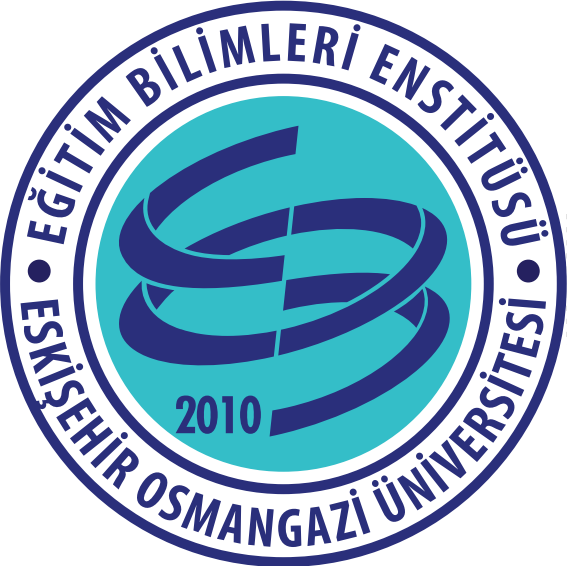 EĞİTİM BİLİMLERİ ENSTİTÜSÜ
2010
ESKİŞEHİR OSMANGAZİ ÜNİVERSİTESİ